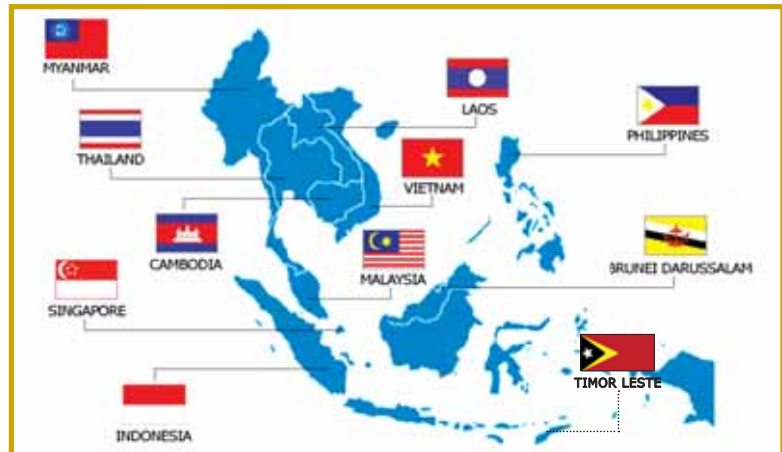 MYANMAR
LAOS
PHILIPPINES
THAILAND
VIETNAM
CAMBODIA
MALAYSIA
BRUNEI DARUSSALAM
SINGAPORE
TIMOR LESTE
INDONESIA